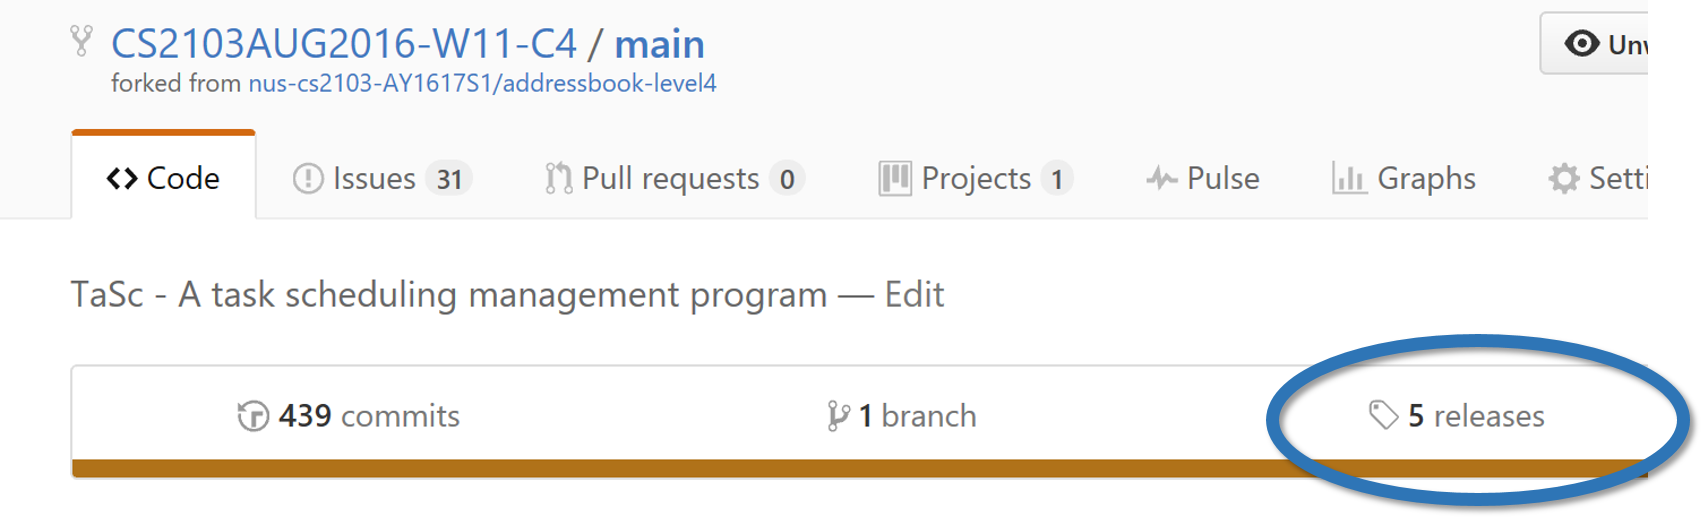 CS2103AUG2016-W11-C4 / main
forked from nus-cs2103-AY1617S1/addressbook-level4
Code Issues 31 Pull requests 0 Projects 1 Pulse Graphs
TaSc - A task scheduling management program — Edit
439 commits 1 branch 5 releases